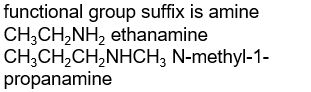 functional group suffix is amine
CH₃CH₂NH₂ ethanamine
CH₃CH₂CH₂NHCH₃ N-methyl-1-
propanamine